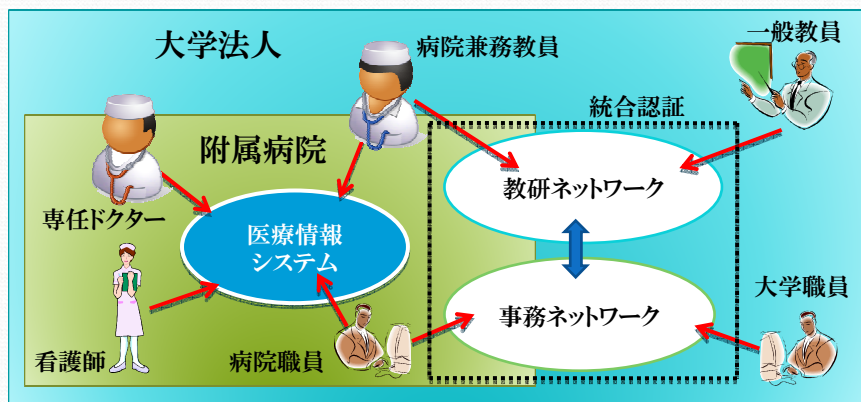 大学法人
病院兼務教員
一般教員
統合認証
附属病院
教研ネットワーク
専任ドクター
医療情報
システム
大学職員
事務ネットワーク
看護師
病院職員